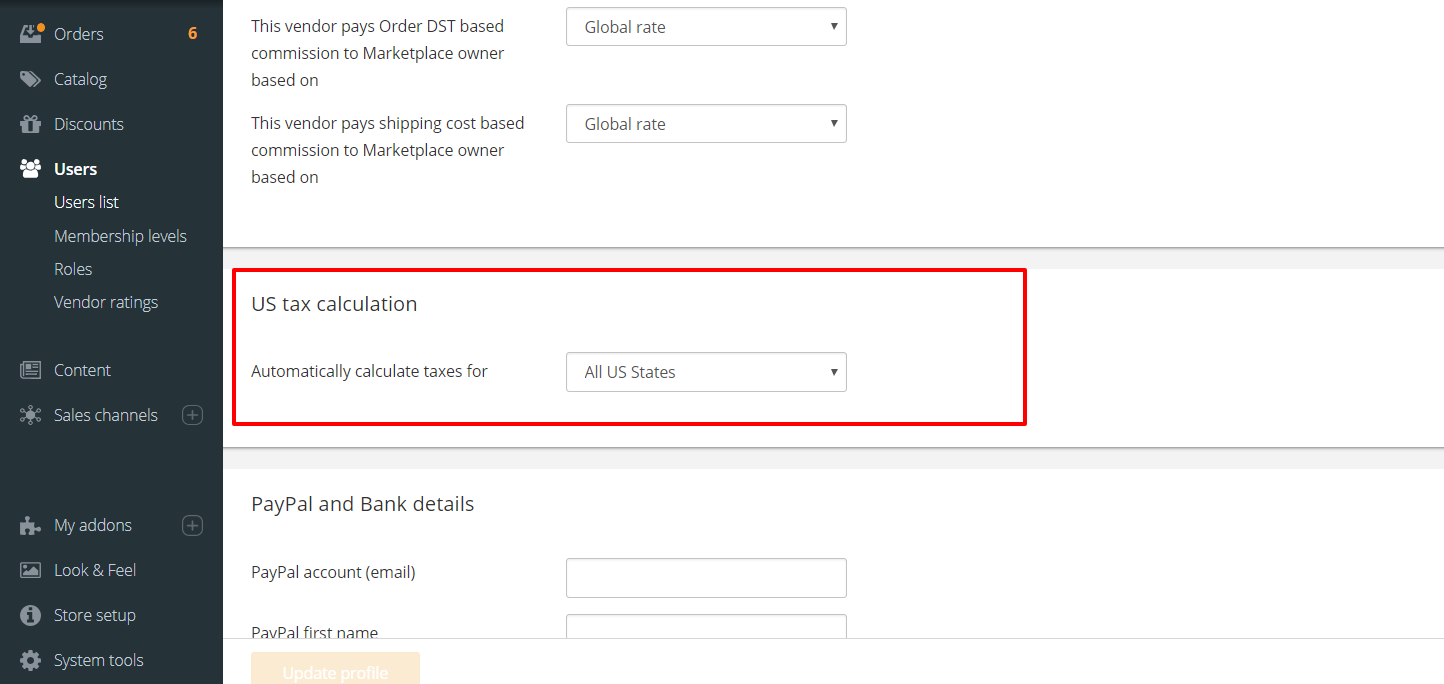 Orders 6
Catalog
Discounts
Users
Users list
Membership levels
Roles
Vendor ratings
Content
Sales channels
My addons
Look & Feel
Store setup
System tools
This vendor pays Order DST based
commission to Marketplace owner
based on
Global rate
This vendor pays shipping cost based
commission to Marketplace owner
based on
Global rate
US tax calculation
Automatically calculate taxes for
All US States
PayPal and Bank details
PayPal account (email)
PayPal first name
Update profile